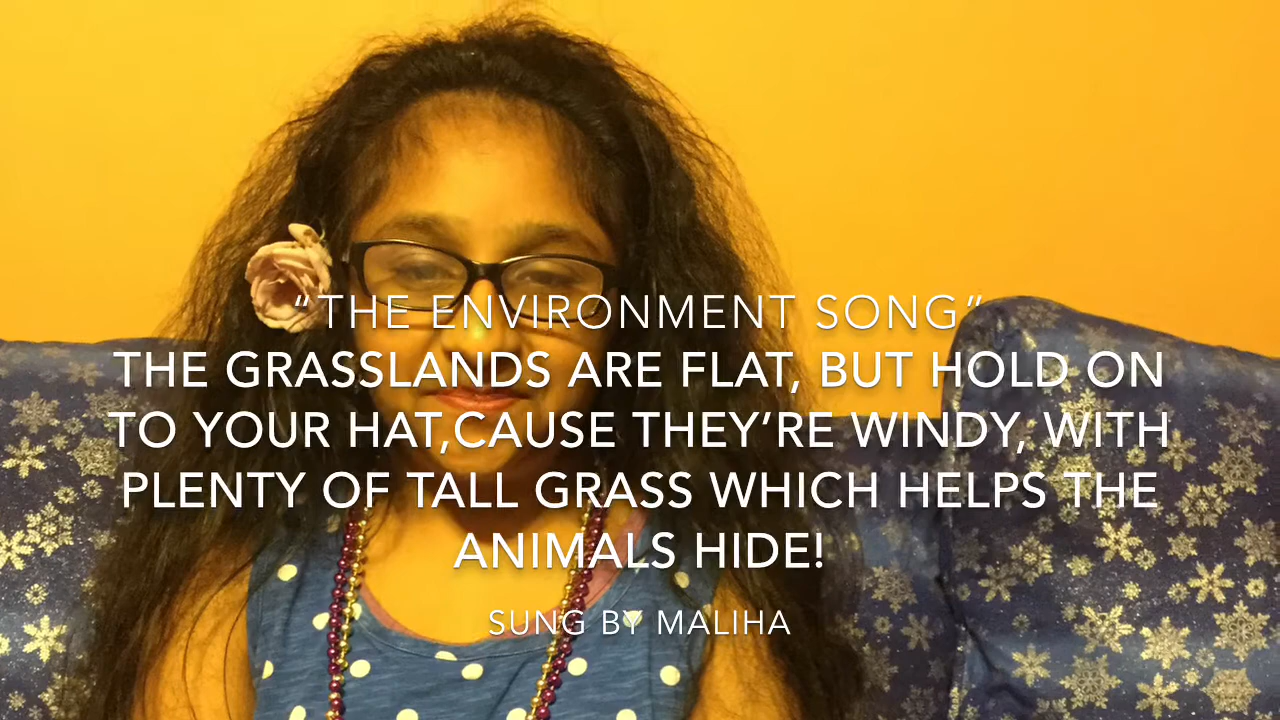 “THE ENVIRONMENT SONG”
THE GRASSLANDS ARE FLAT, BUT HOLD ON
TO YOUR HAT,CAUSE THEY’RE WINDY, WITH
PLENTY OF TALL GRASS WHICH HELPS THE
ANIMALS HIDE!
SUNG BY MALIHA